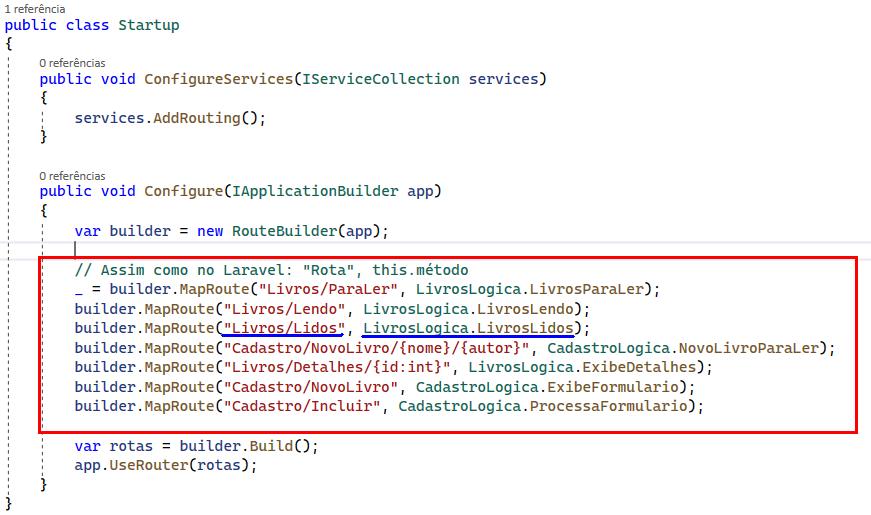 1 referência
public class Startup
{
0 referências
public void ConfigureServices(IServiceCollection services)
{
services.AddRouting();
}
0 referências
public void Configure(IApplicationBuilder app)
{
var builder = new RouteBuilder(app);
// Assim como no Laravel: "Rota", this.método
_ = builder.MapRoute("Livros/ParaLer", LivrosLogica.LivrosParaLer);
builder.MapRoute("Livros/Lendo", LivrosLogica.LivrosLendo);
builder.MapRoute("Livros/Lidos", LivrosLogica.LivrosLidos);
builder.MapRoute("Cadastro/NovoLivro/{nome}/{autor}", CadastroLogica.NovoLivroParaLer);
builder.MapRoute("Livros/Detalhes/{id:int}", LivrosLogica.ExibeDetalhes);
builder.MapRoute("Cadastro/NovoLivro", CadastroLogica.ExibeFormulario);
builder.MapRoute("Cadastro/Incluir", CadastroLogica.ProcessaFormulario);
var rotas = builder.Build();
app.UseRouter(rotas);
}
}